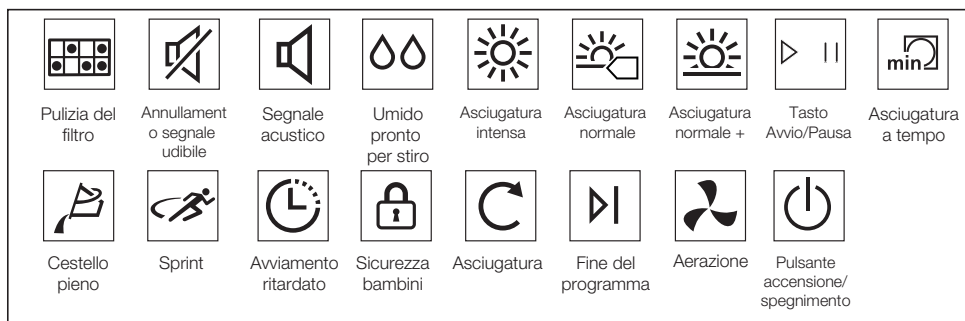 min
Pulizia del
filtro
Annullament
o segnale
udibile
Segnale
acustico
Umido
pronto
per stiro
Asciugatura
intensa
Asciugatura
normale
Asciugatura
normale +
Tasto
Avvio/Pausa
Asciugatura
a tempo
Cestello
pieno
Sprint
Avviamento
ritardato
Sicurezza
bambini
Asciugatura
Fine del
programma
Aerazione
Pulsante
accensione/
spegnimento